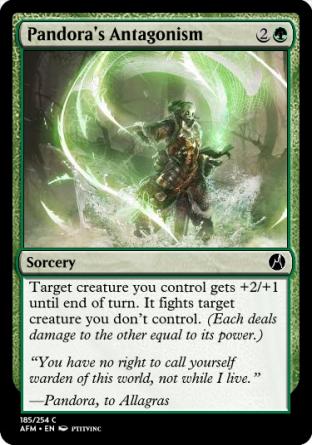 Pandora's Antagonism 2
Sorcery
Target creature you control gets +2/+1
until end of turn. It fights target
creature you don't control. (Each deals
damage to the other equal to its power.)
"You have no right to call yourself
warden of this world, not while I live."
—Pandora, to Allagras
185/254 C
AFM • EN PTITVINC